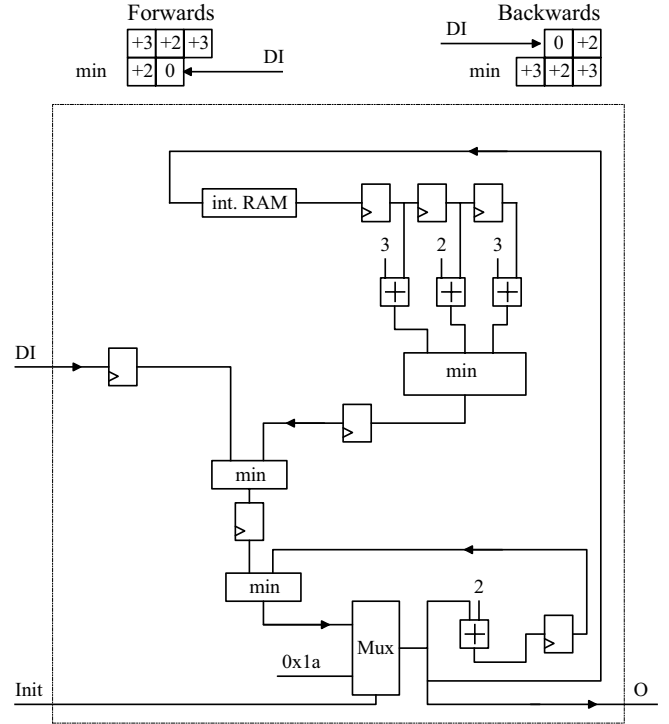 Forwards
Backwards
+3 +2 +3
DI
DI
0 +2
min
+2 0
min
+3 +2 +3
int. RAM
3
2
3
+
+
+
DI
min
min
min
2
+
Mux
0x1a
Init
O